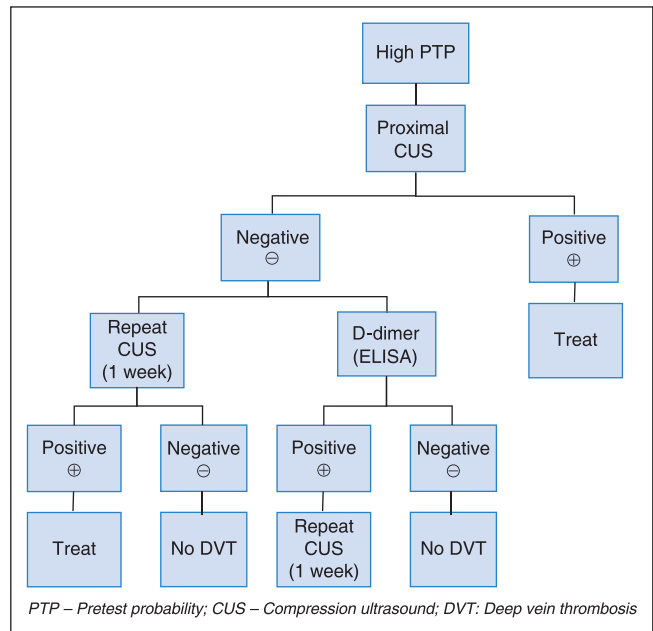 High PTP
Proximal
CUS
Negative
⊖
Positive
⊕
Repeat
CUS
(1 week)
D-dimer
(ELISA)
Treat
Positive
⊕
Negative
⊖
Positive
⊕
Negative
⊖
Treat
No DVT
Repeat
CUS
(1 week)
No DVT
PTP – Pretest probability; CUS – Compression ultrasound; DVT: Deep vein thrombosis